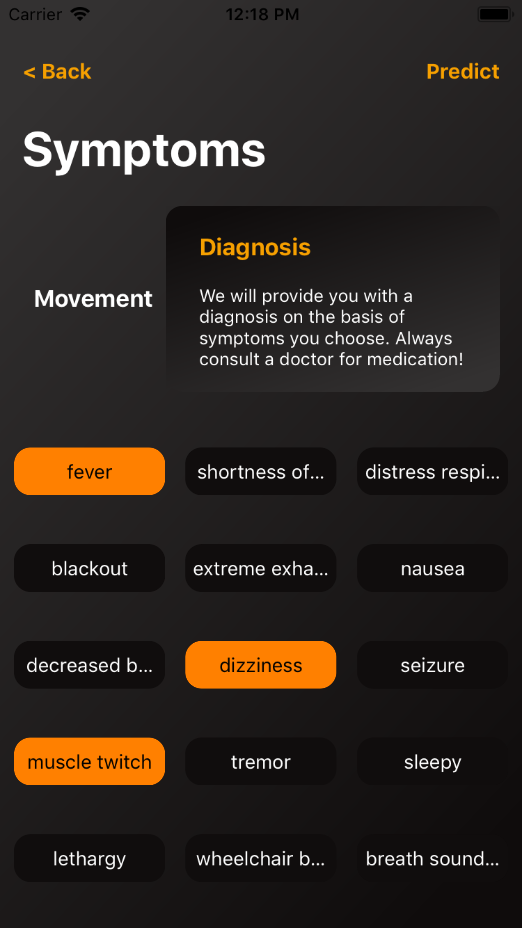 Carrier 12:18 PM
< Back Predict
Symptoms
Movement
Diagnosis
We will provide you with a
diagnosis on the basis of
symptoms you choose. Always
consult a doctor for medication!
fever shortness of... distress respi...
blackout extreme exha... nausea
decreased b... dizziness seizure
muscle twitch tremor sleepy
lethargy wheelchair b... breath sound...